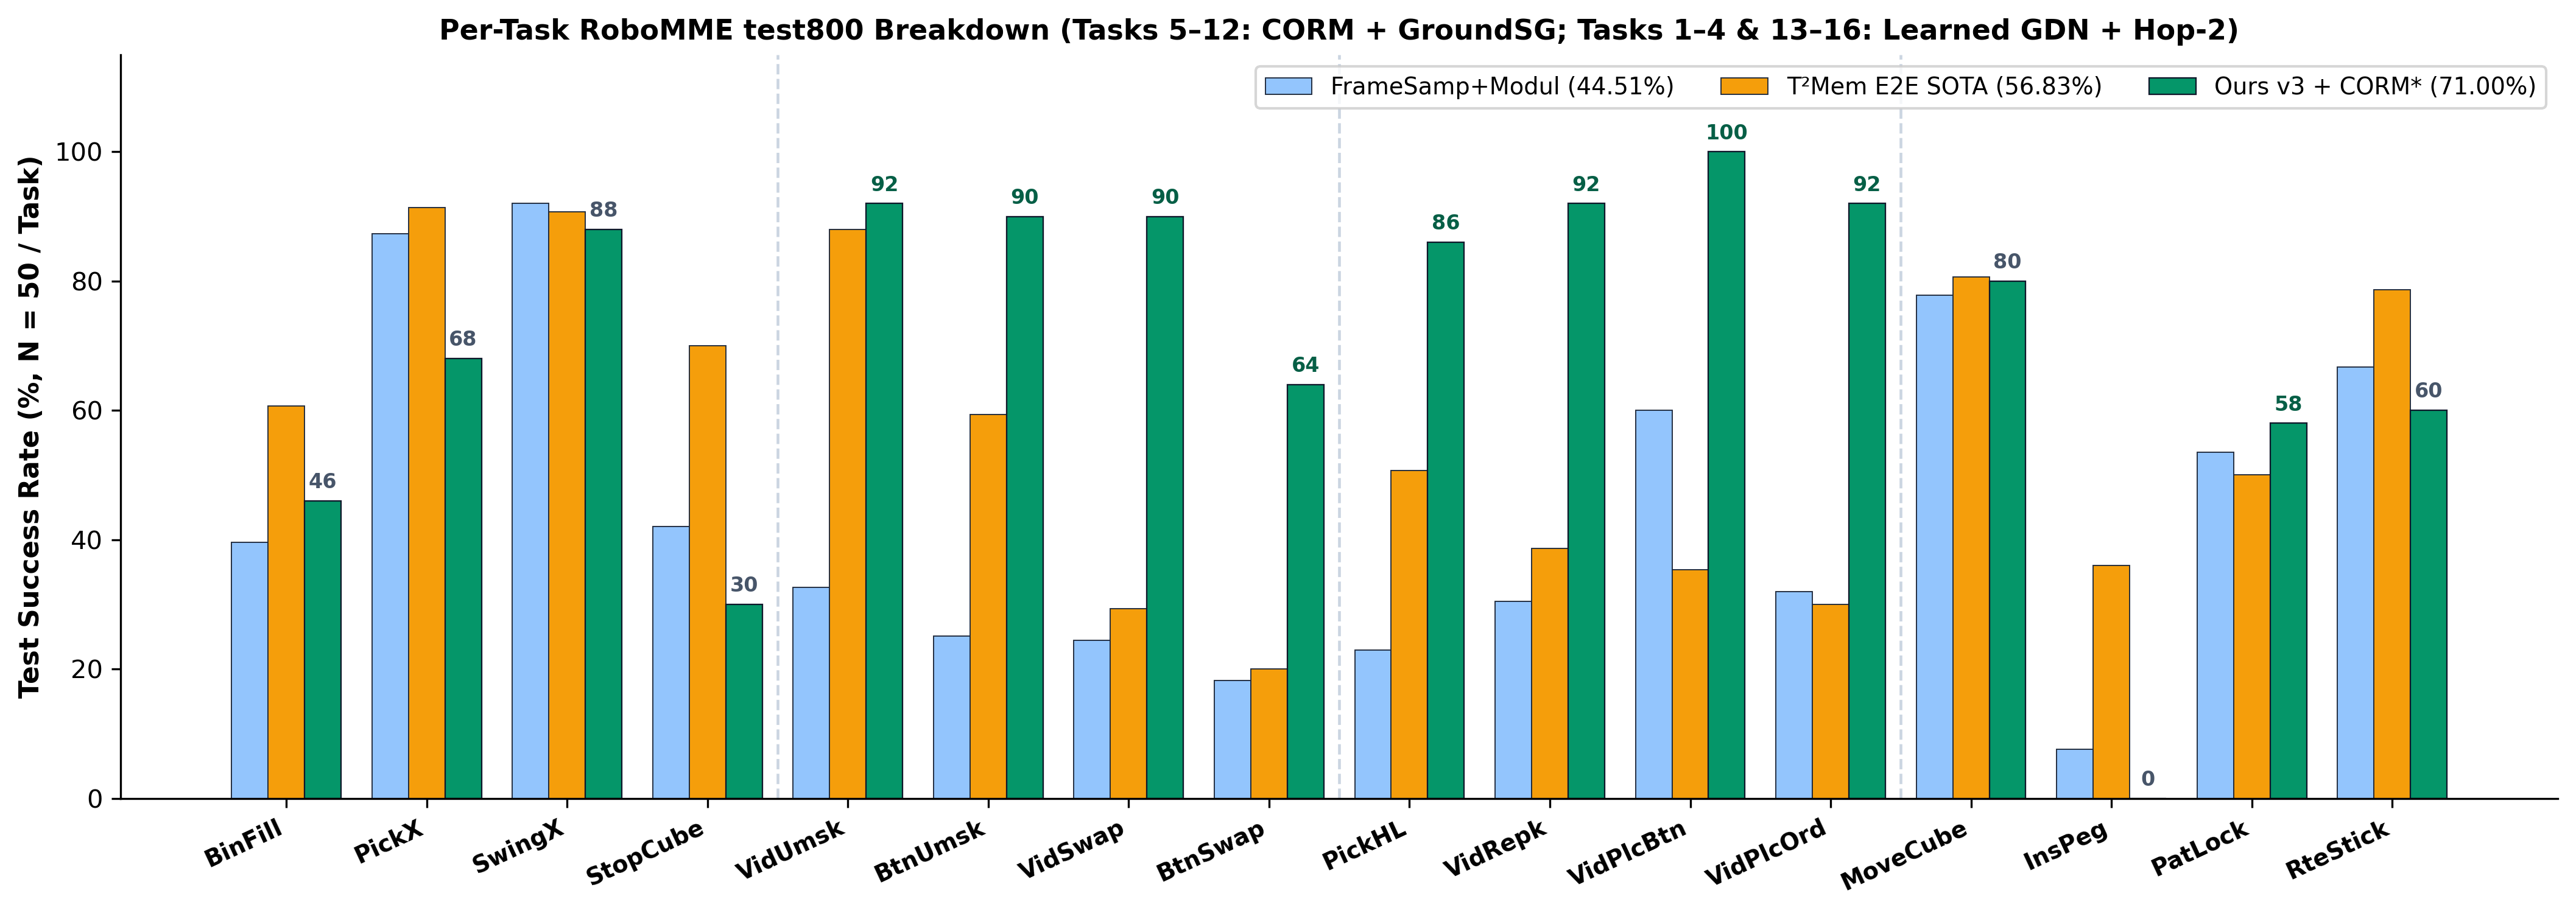 Per-Task RoboMME test800 Breakdown (Tasks 5–12: CORM + GroundSG; Tasks 1–4 & 13–16: Learned GDN + Hop-2)
FrameSamp+Modul (44.51%)
T²Mem E2E SOTA (56.83%)
Ours v3 + CORM* (71.00%)
Test Success Rate (%, N = 50 / Task)
100
80
60
40
20
0
46
68
88
30
92
90
90
64
86
92
100
92
80
0
58
60
BinFill
PickX
SwingX
StopCube
VidUmsk
BtnUmsk
VidSwap
BtnSwap
PickHL
VidRepk
VidPlcBtn
VidPlcOrd
MoveCube
InsPeg
PatLock
RteStick